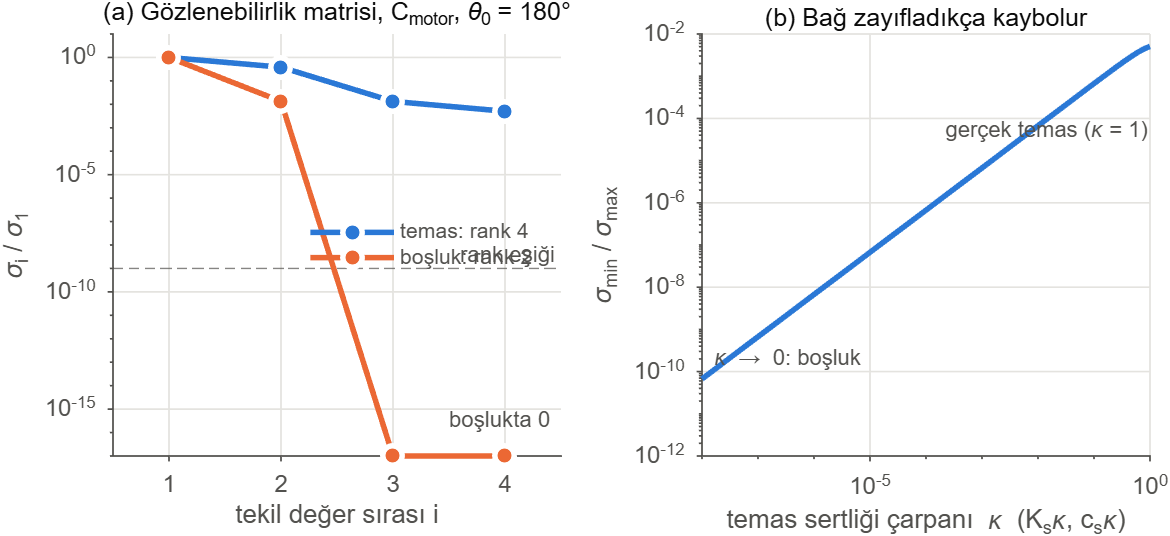 (a) Gözlenebilirlik matrisi, Cmotor, θ0 = 180°
10^0
10^-5
10^-10
10^-15
σi / σ1
temas: rank 4
boşluk: rank 2
rank eşiği
boşlukta 0
1 2 3 4
tekil değer sırası i
(b) Bağ zayıfladıkça kaybolur
10^-2
10^-4
10^-6
10^-8
10^-10
10^-12
σmin / σmax
gerçek temas (κ = 1)
κ → 0: boşluk
10^-5 10^0
temas sertliği çarpanı κ (Ksκ, csκ)